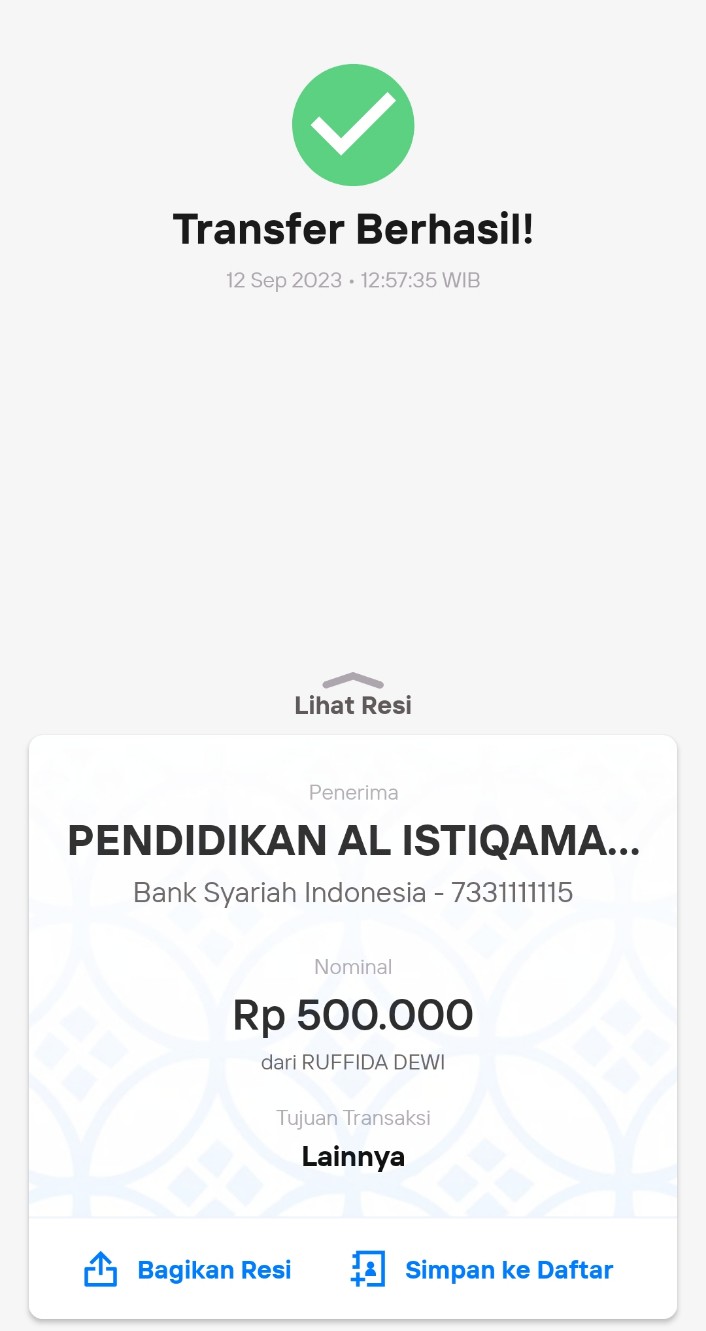 Transfer Berhasil!
12 Sep 2023 • 12:57:35 WIB
Lihat Resi
Penerima
PENDIDIKAN AL ISTIQAMA...
Bank Syariah Indonesia - 7331111115
Nominal
Rp 500.000
dari RUFFIDA DEWI
Tujuan Transaksi
Lainnya
Bagikan Resi
Simpan ke Daftar